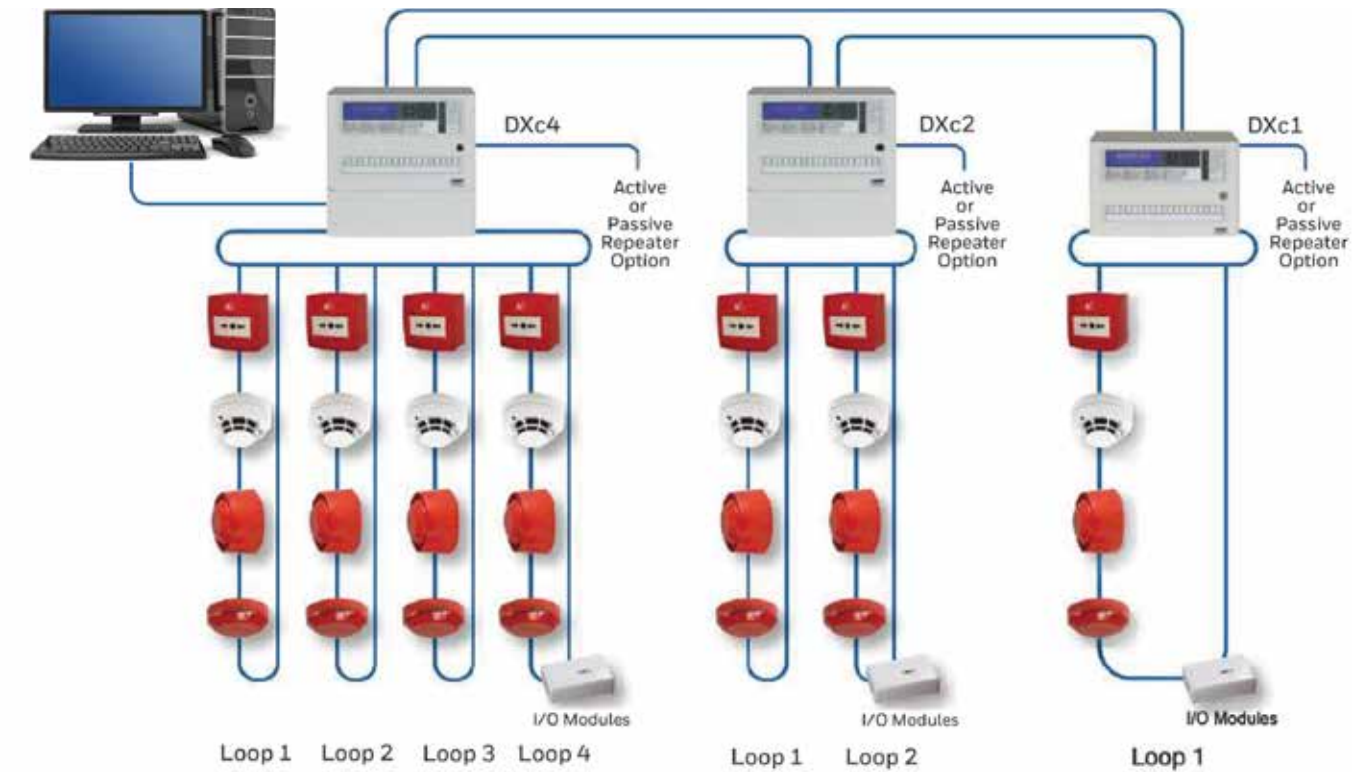 DXc4
DXc2
DXc1
Active
or
Passive
Repeater
Option
Active
or
Passive
Repeater
Option
Active
or
Passive
Repeater
Option
I/O Modules
I/O Modules
I/O Modules
Loop 1
Loop 2
Loop 3
Loop 4
Loop 1
Loop 2
Loop 1